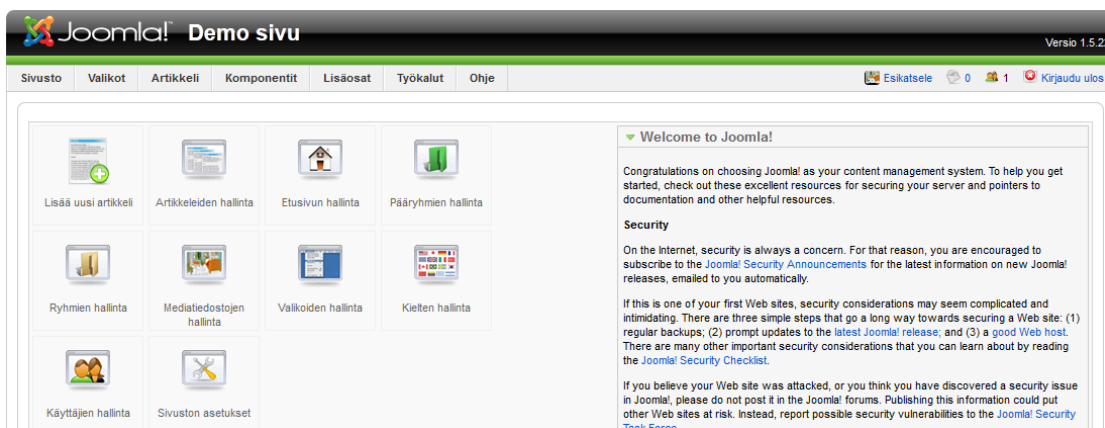 Joomla!™ Demo sivu
Versio 1.5.2
Sivusto Valikot Artikkeli Komponentit Lisäosat Työkalut Ohje
Esikatsele 0 1 Kirjaudu ulos
Lisää uusi artikkeli
Artikkeleiden hallinta
Etusivun hallinta
Pääryhmien hallinta
Ryhmien hallinta
Mediatiedostojen
hallinta
Valikoiden hallinta
Kielten hallinta
Käyttäjien hallinta
Sivuston asetukset
Welcome to Joomla!
Congratulations on choosing Joomla! as your content management system. To help you get
started, check out these excellent resources for securing your server and pointers to
documentation and other helpful resources.
Security
On the Internet, security is always a concern. For that reason, you are encouraged to
subscribe to the Joomla! Security Announcements for the latest information on new Joomla!
releases, emailed to you automatically.
If this is one of your first Web sites, security considerations may seem complicated and
intimidating. There are three simple steps that go a long way towards securing a Web site: (1)
regular backups; (2) prompt updates to the latest Joomla! release; and (3) a good Web host.
There are many other important security considerations that you can learn about by reading
the Joomla! Security Checklist.
If you believe your Web site was attacked, or you think you have discovered a security issue
in Joomla!, please do not post it in the Joomla! forums. Publishing this information could put
other Web sites at risk. Instead, report possible security vulnerabilities to the Joomla! Security
Task Force